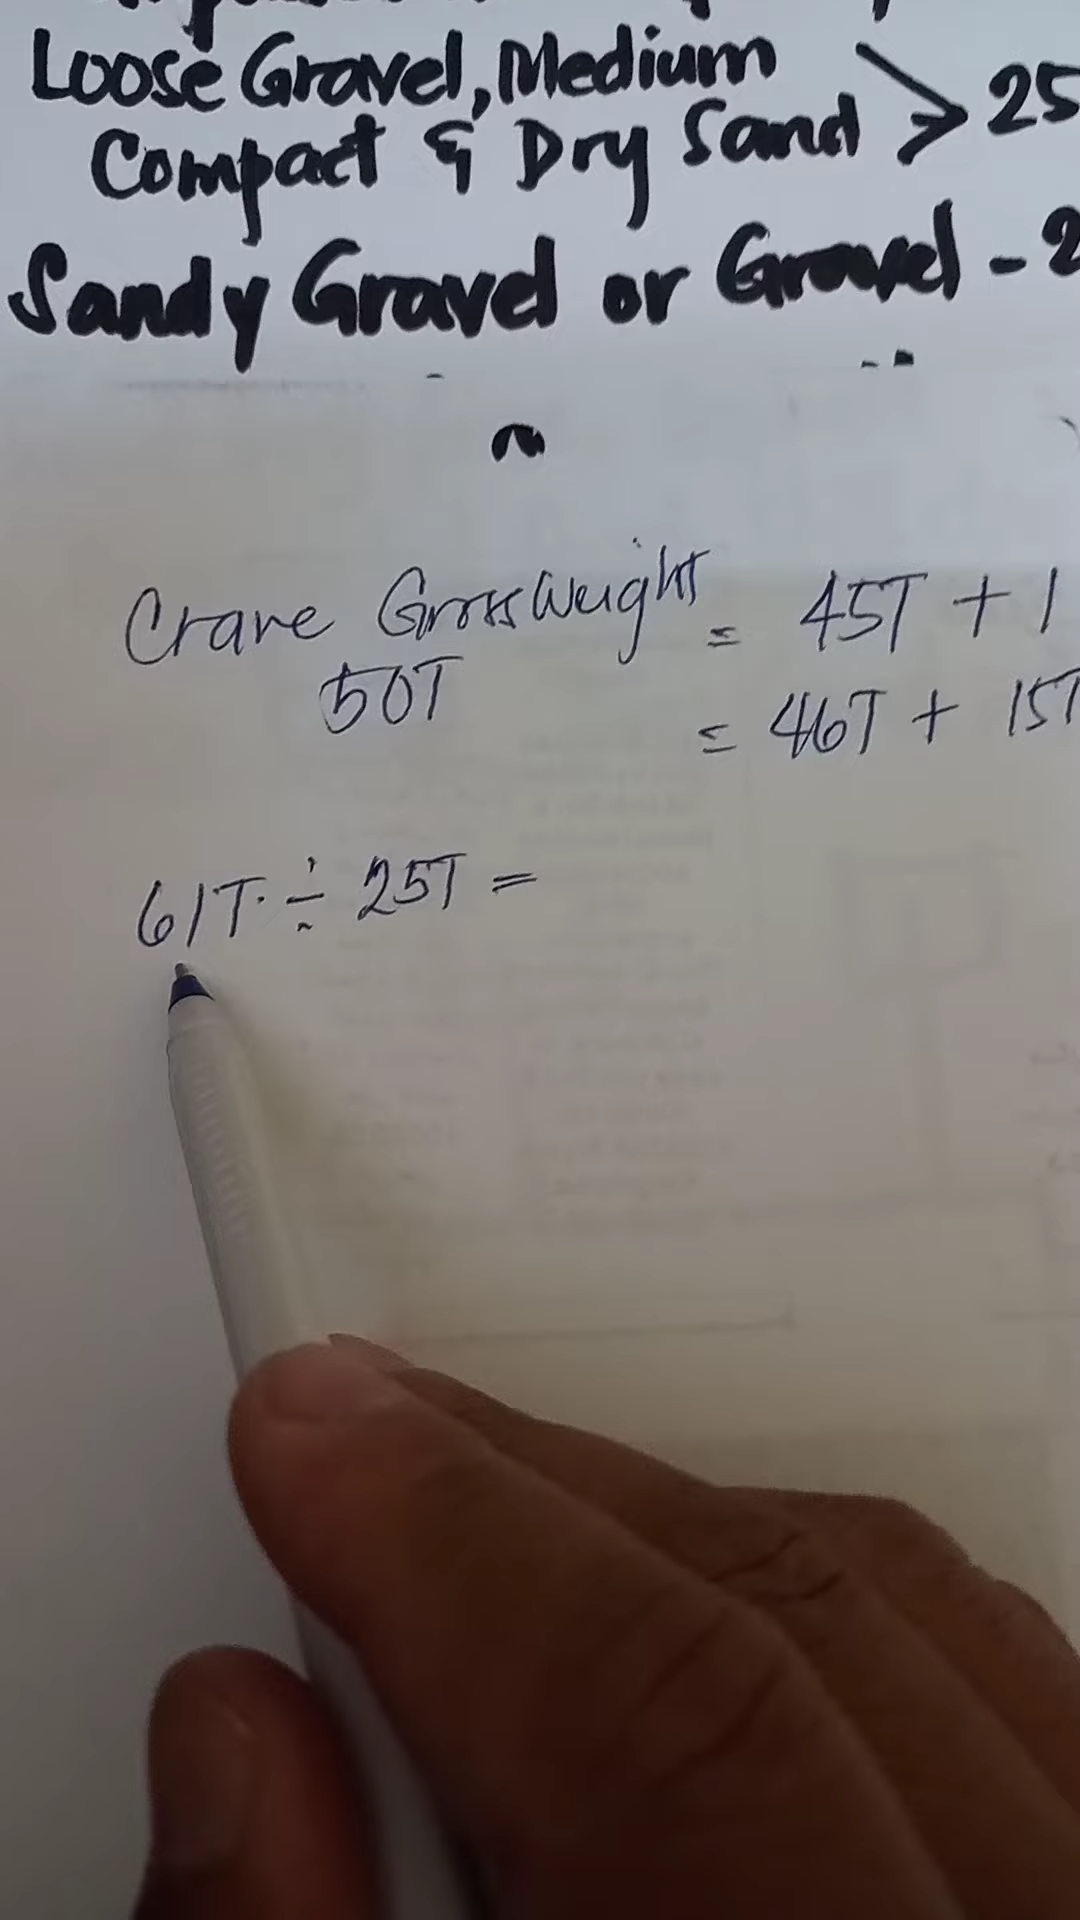 Loose Gravel, Medium
Compact & Dry Sand > 25
Sandy Gravel or Gravel - 2
Crane Gross Weight = 45T + 1
50T = 46T + 15T
61T. ÷ 25T =